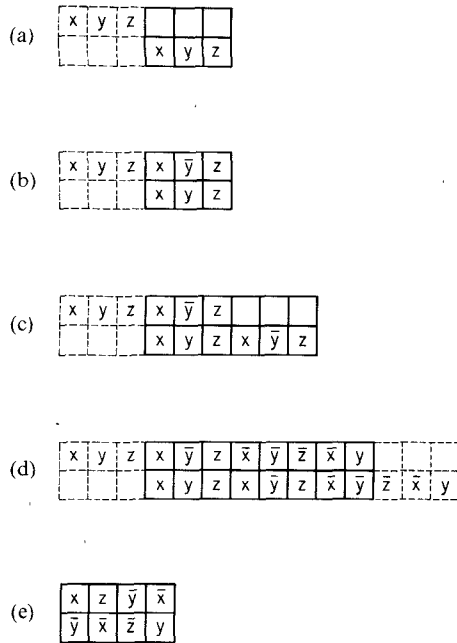 (a) x y z
x y z
(b) x y z x ȳ z
x y z
(c) x y z x ȳ z
x y z x ȳ z
(d) x y z x ȳ z x̄ ȳ z̄ x̄ y
x y z x ȳ z x̄ ȳ z̄ x̄ y
(e) x z ȳ x̄
ȳ x̄ z̄ y